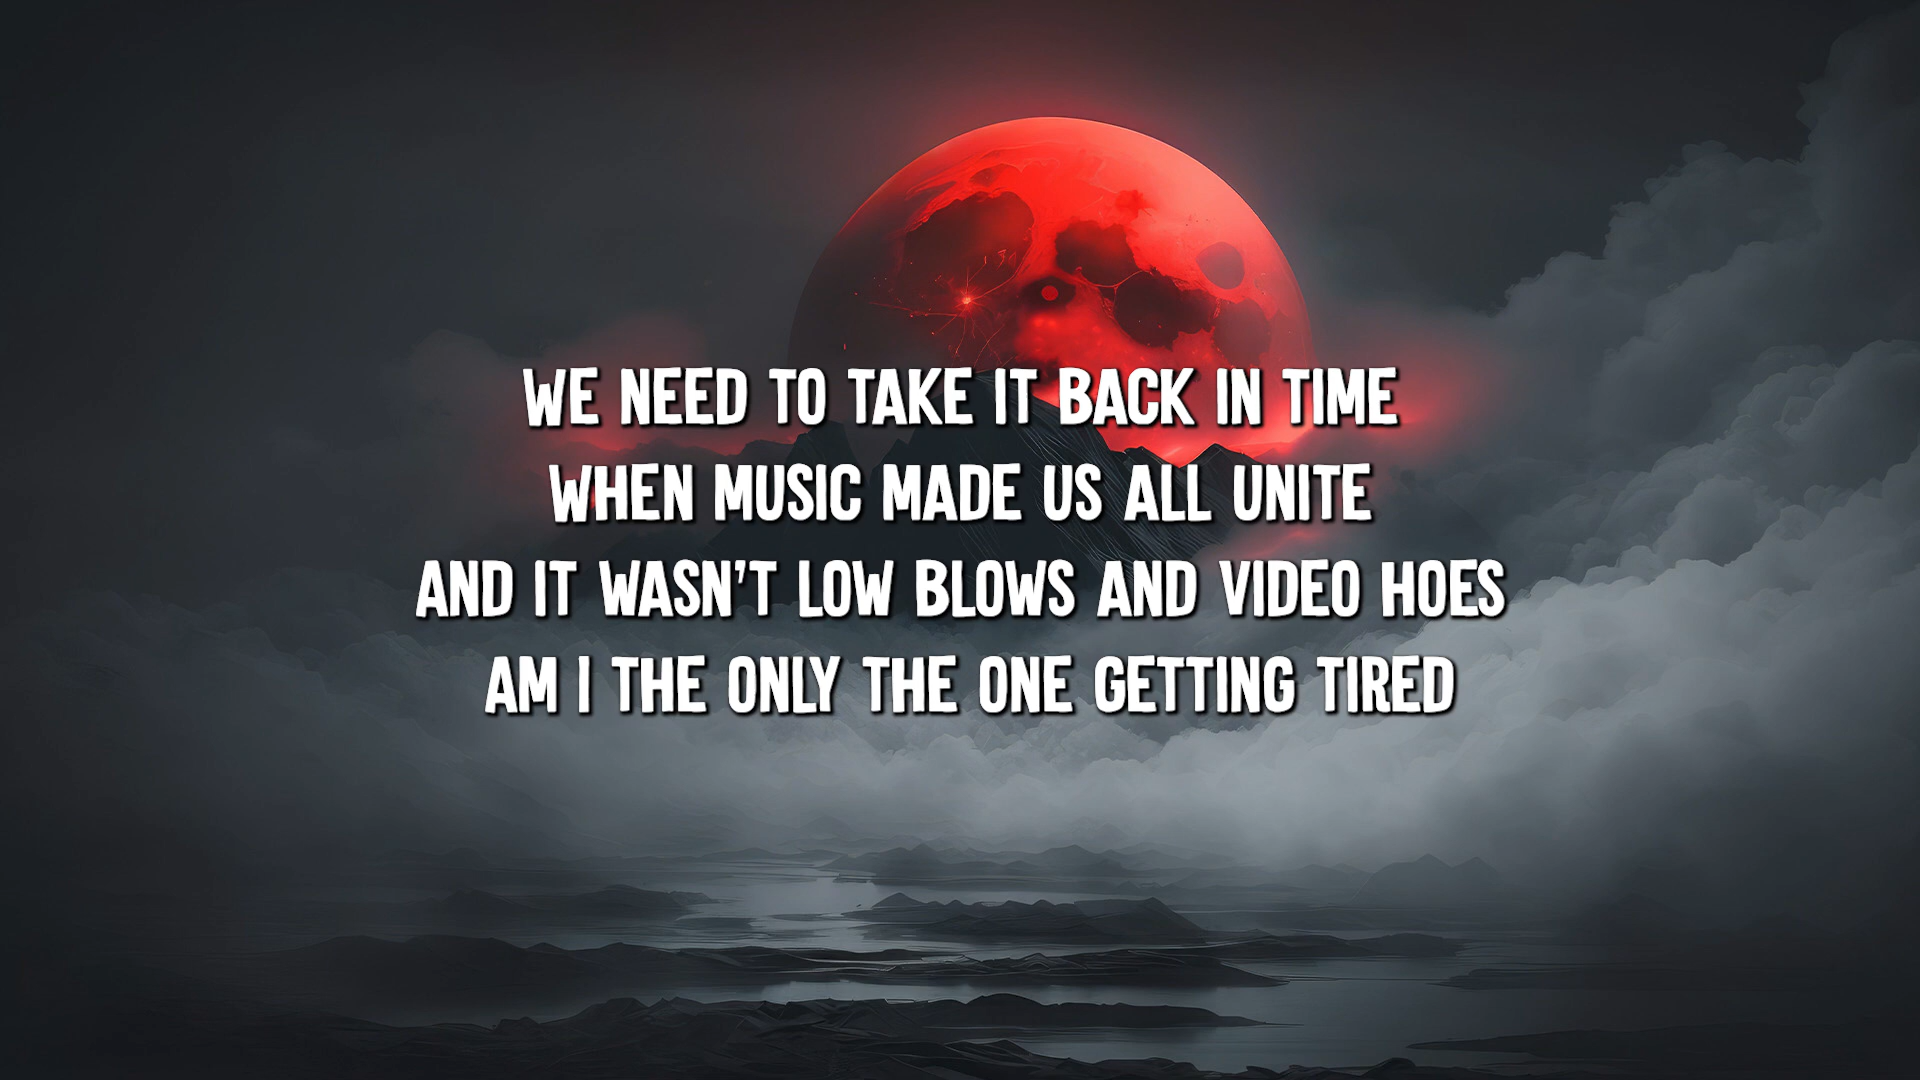 WE NEED TO TAKE IT BACK IN TIME
WHEN MUSIC MADE US ALL UNITE
AND IT WASN'T LOW BLOWS AND VIDEO HOES
AM I THE ONLY THE ONE GETTING TIRED